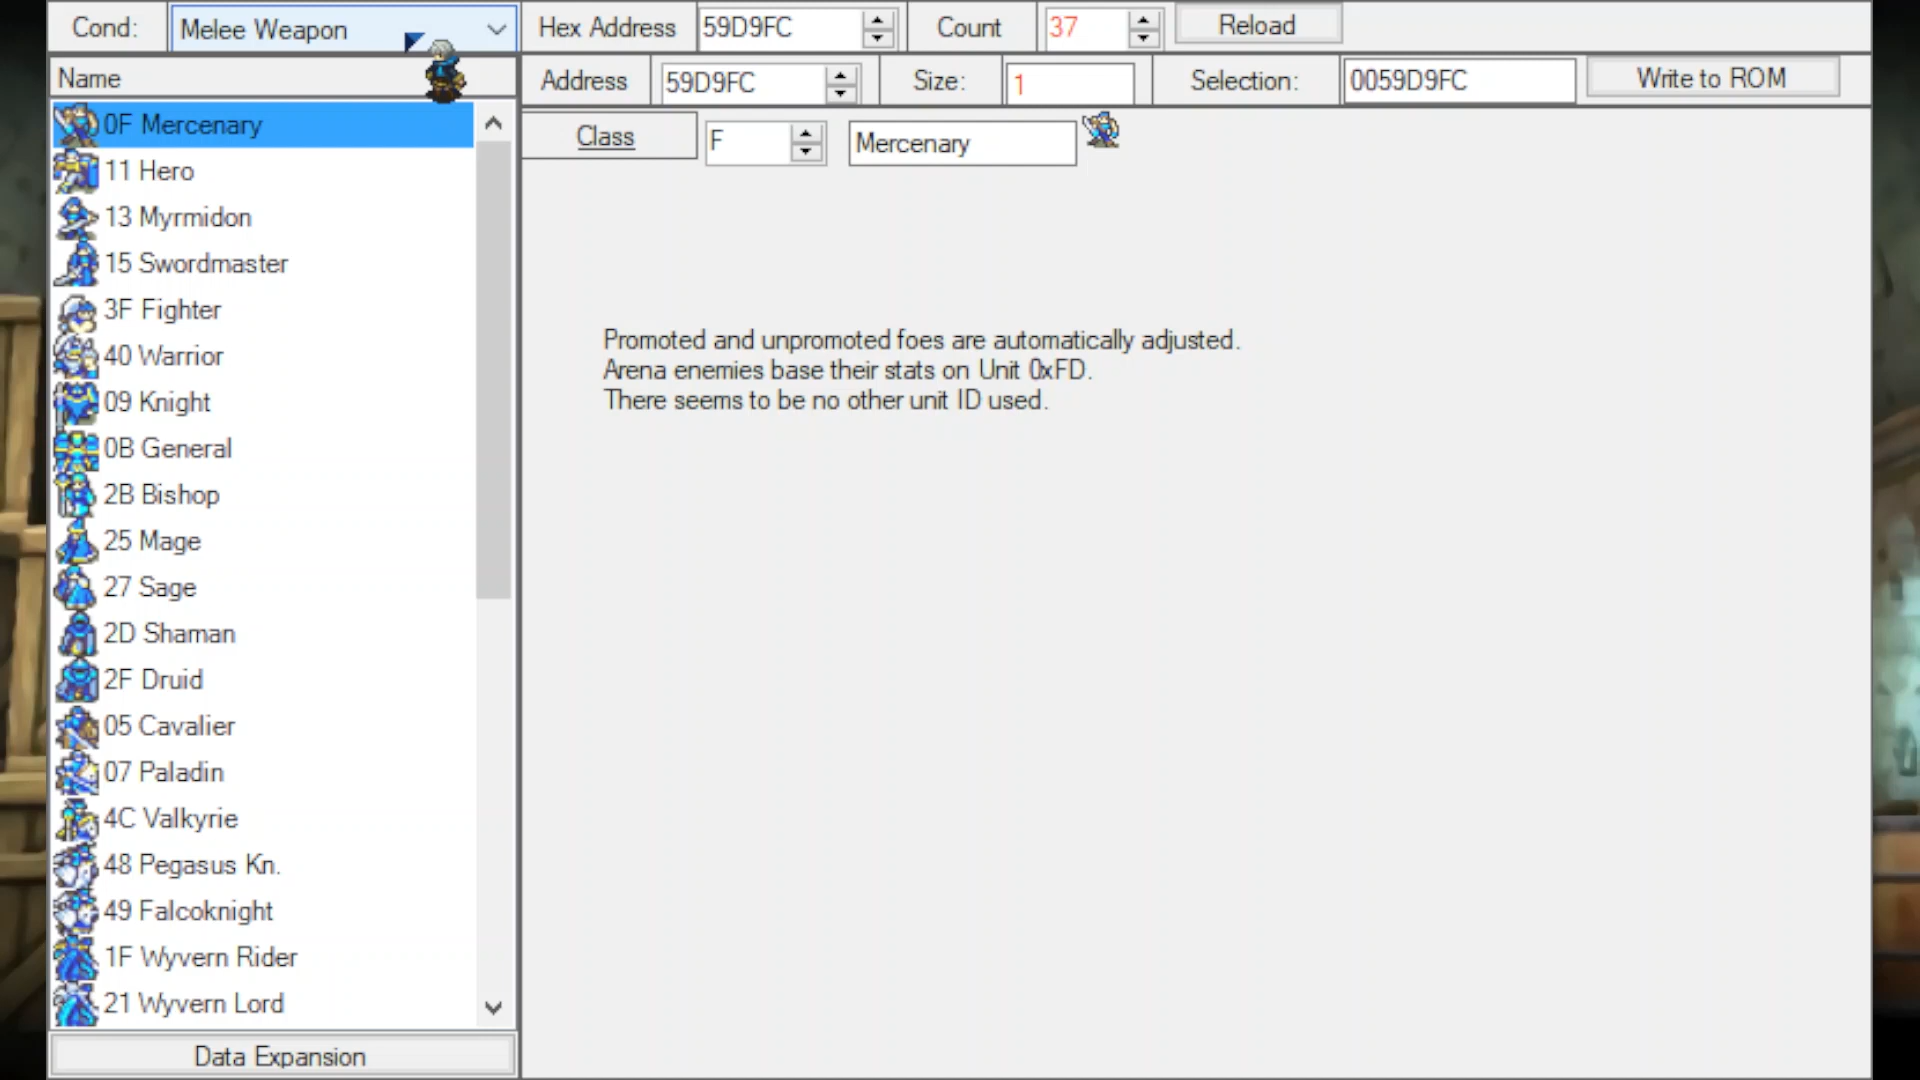 Cond: Melee Weapon Hex Address 59D9FC Count 37 Reload
Name Address 59D9FC Size: 1 Selection: 0059D9FC Write to ROM
0F Mercenary
Class F Mercenary
11 Hero
13 Myrmidon
15 Swordmaster
3F Fighter
40 Warrior
09 Knight
0B General
2B Bishop
25 Mage
27 Sage
2D Shaman
2F Druid
05 Cavalier
07 Paladin
4C Valkyrie
48 Pegasus Kn.
49 Falcoknight
1F Wyvern Rider
21 Wyvern Lord
Data Expansion
Promoted and unpromoted foes are automatically adjusted.
Arena enemies base their stats on Unit 0xFD.
There seems to be no other unit ID used.